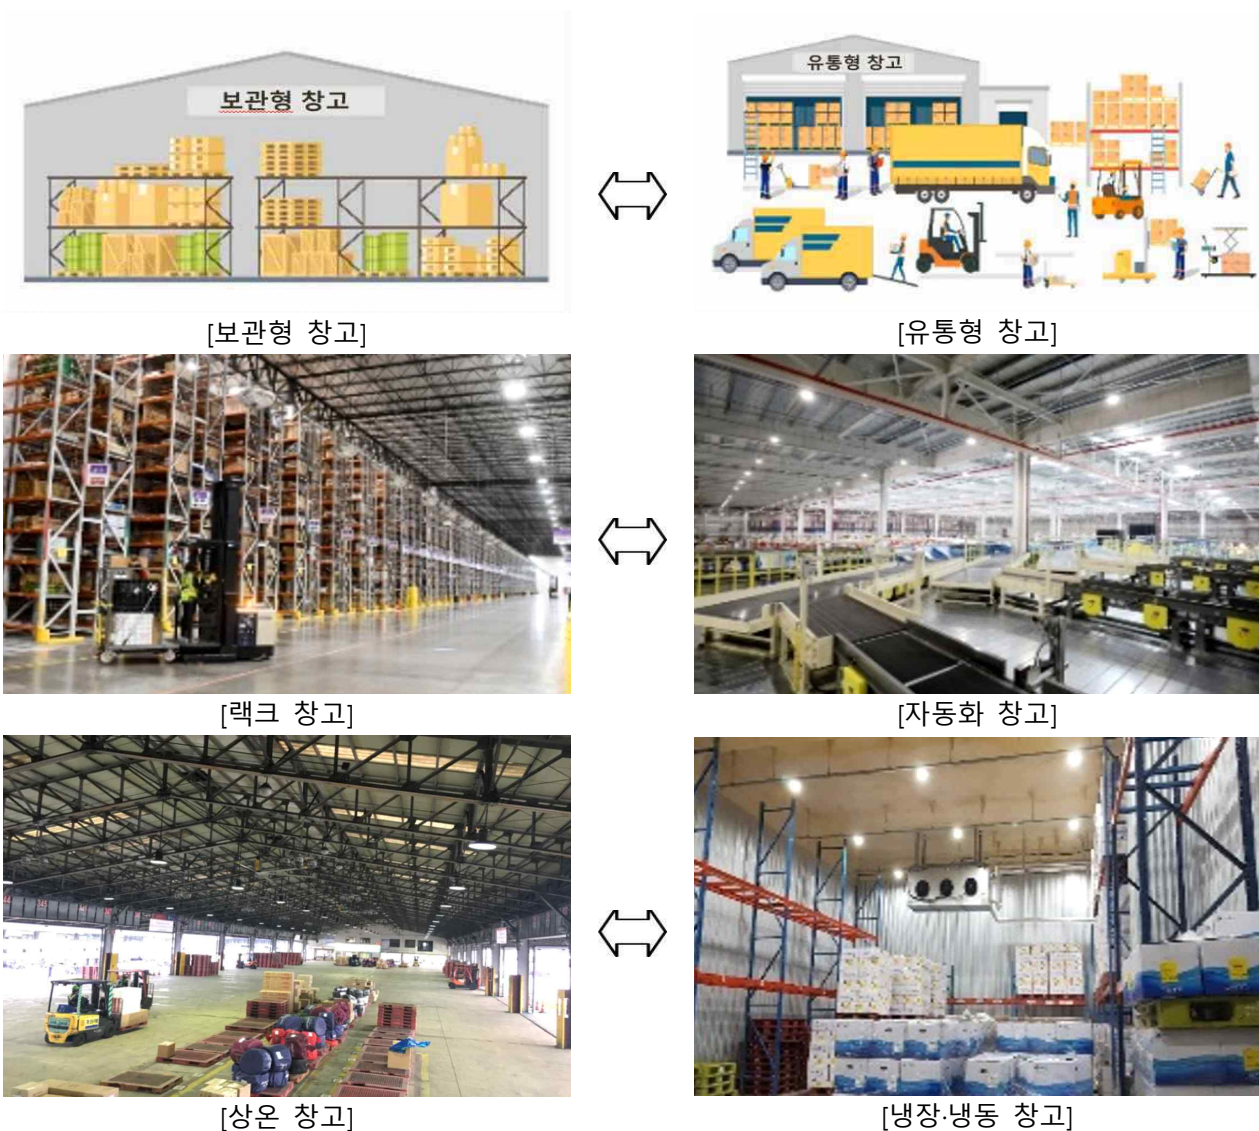 보관형 창고
유통형 창고
[보관형 창고]
[유통형 창고]
[랙크 창고]
[자동화 창고]
[상온 창고]
[냉장·냉동 창고]